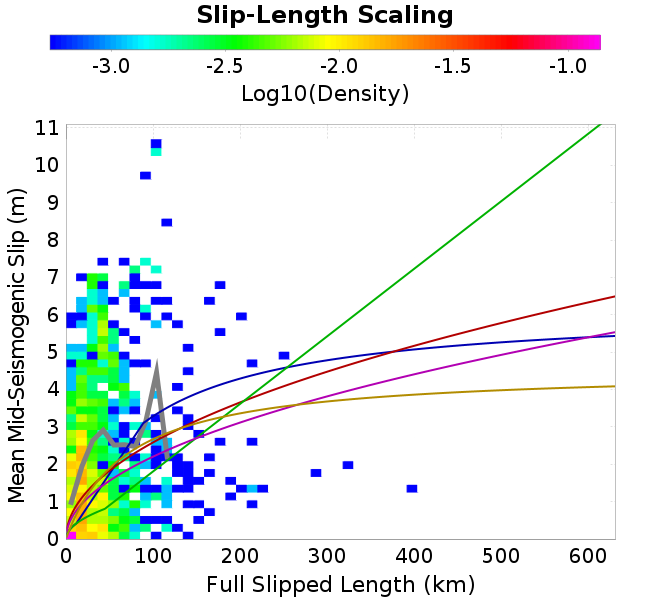 Slip-Length Scaling
-3.0 -2.5 -2.0 -1.5 -1.0
Log10(Density)
11
10
9
8
7
6
5
4
3
2
1
0
Mean Mid-Seismogenic Slip (m)
0 100 200 300 400 500 600
Full Slipped Length (km)